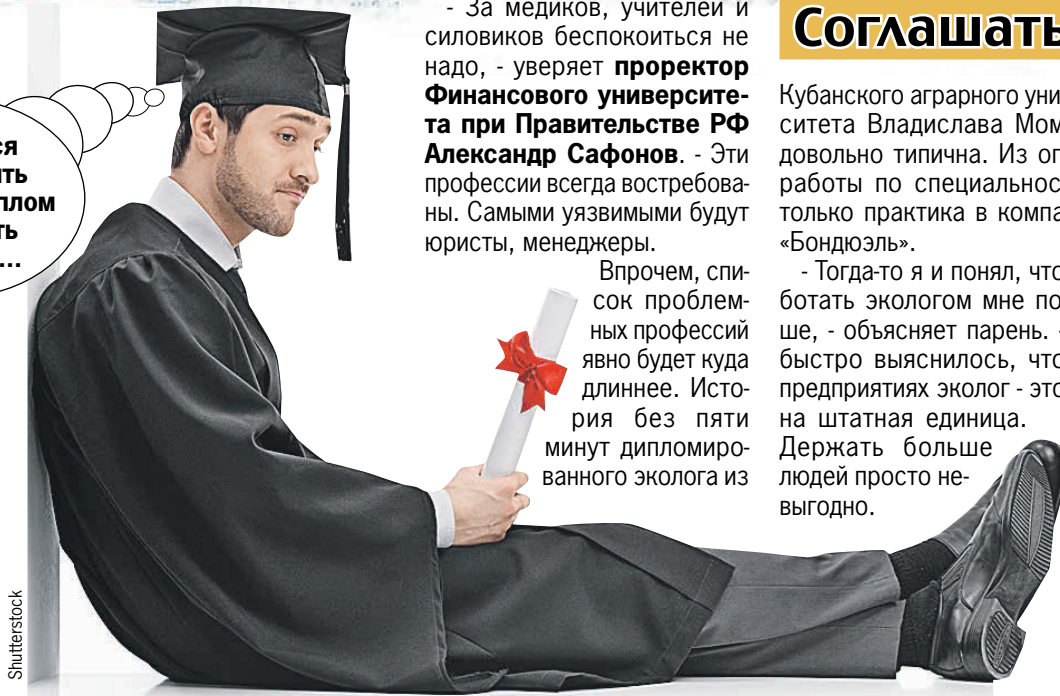 ся
ить
плом
ть
...
- За медиков, учителей и
силовиков беспокоиться не
надо, - уверяет проректор
Финансового университе-
та при Правительстве РФ
Александр Сафонов. - Эти
профессии всегда востребова-
ны. Самыми уязвимыми будут
юристы, менеджеры.
Впрочем, спи-
сок проблем-
ных профессий
явно будет куда
длиннее. Исто-
рия без пяти
минут дипломиро-
ванного эколога из
Соглашать
Кубанского аграрного уни
ситета Владислава Мом
довольно типична. Из оп
работы по специальнос
только практика в компа
«Бондюэль».
- Тогда-то я и понял, что
ботать экологом мне по
ше, - объясняет парень. -
быстро выяснилось, что
предприятиях эколог - это
на штатная единица.
Держать больше
людей просто не-
выгодно.
Shutterstock